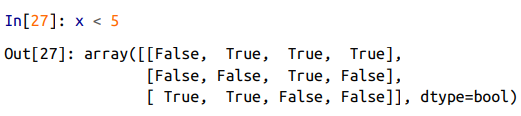 In[27]: x < 5
Out[27]: array([[False,  True,  True,  True],
                [False, False,  True, False],
                [ True,  True, False, False]], dtype=bool)